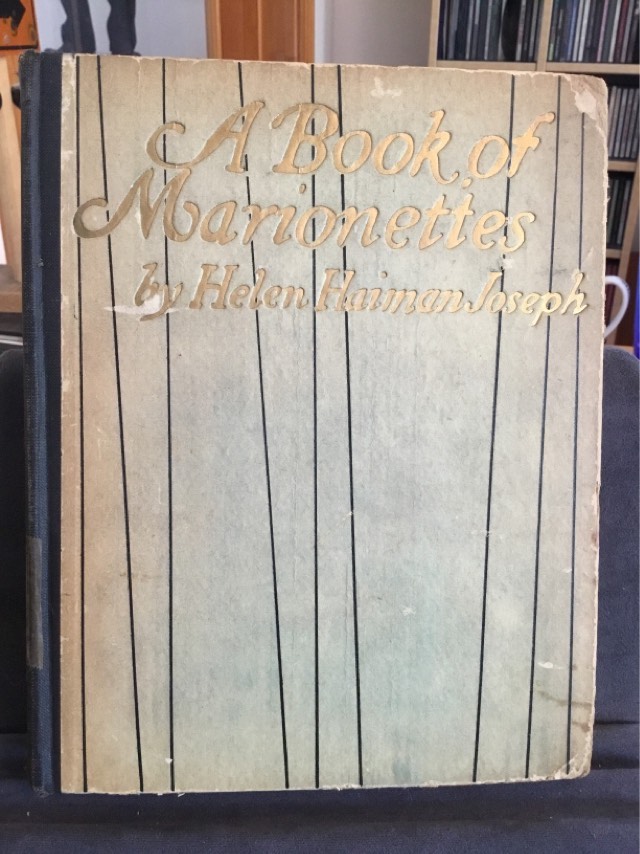 A Book of
Marionettes
by Helen Haiman Joseph